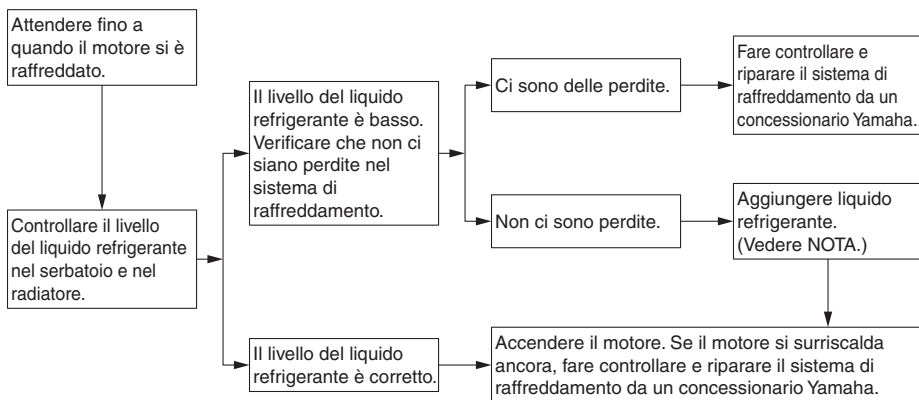 Attendere fino a
quando il motore si è
raffreddato.
Controllare il livello
del liquido refrigerante
nel serbatoio e nel
radiatore.
Il livello del liquido
refrigerante è basso.
Verificare che non ci
siano perdite nel
sistema di
raffreddamento.
Ci sono delle perdite.
Fare controllare e
riparare il sistema di
raffreddamento da un
concessionario Yamaha.
Non ci sono perdite.
Aggiungere liquido
refrigerante.
(Vedere NOTA.)
Il livello del liquido
refrigerante è corretto.
Accendere il motore. Se il motore si surriscalda
ancora, fare controllare e riparare il sistema di
raffreddamento da un concessionario Yamaha.